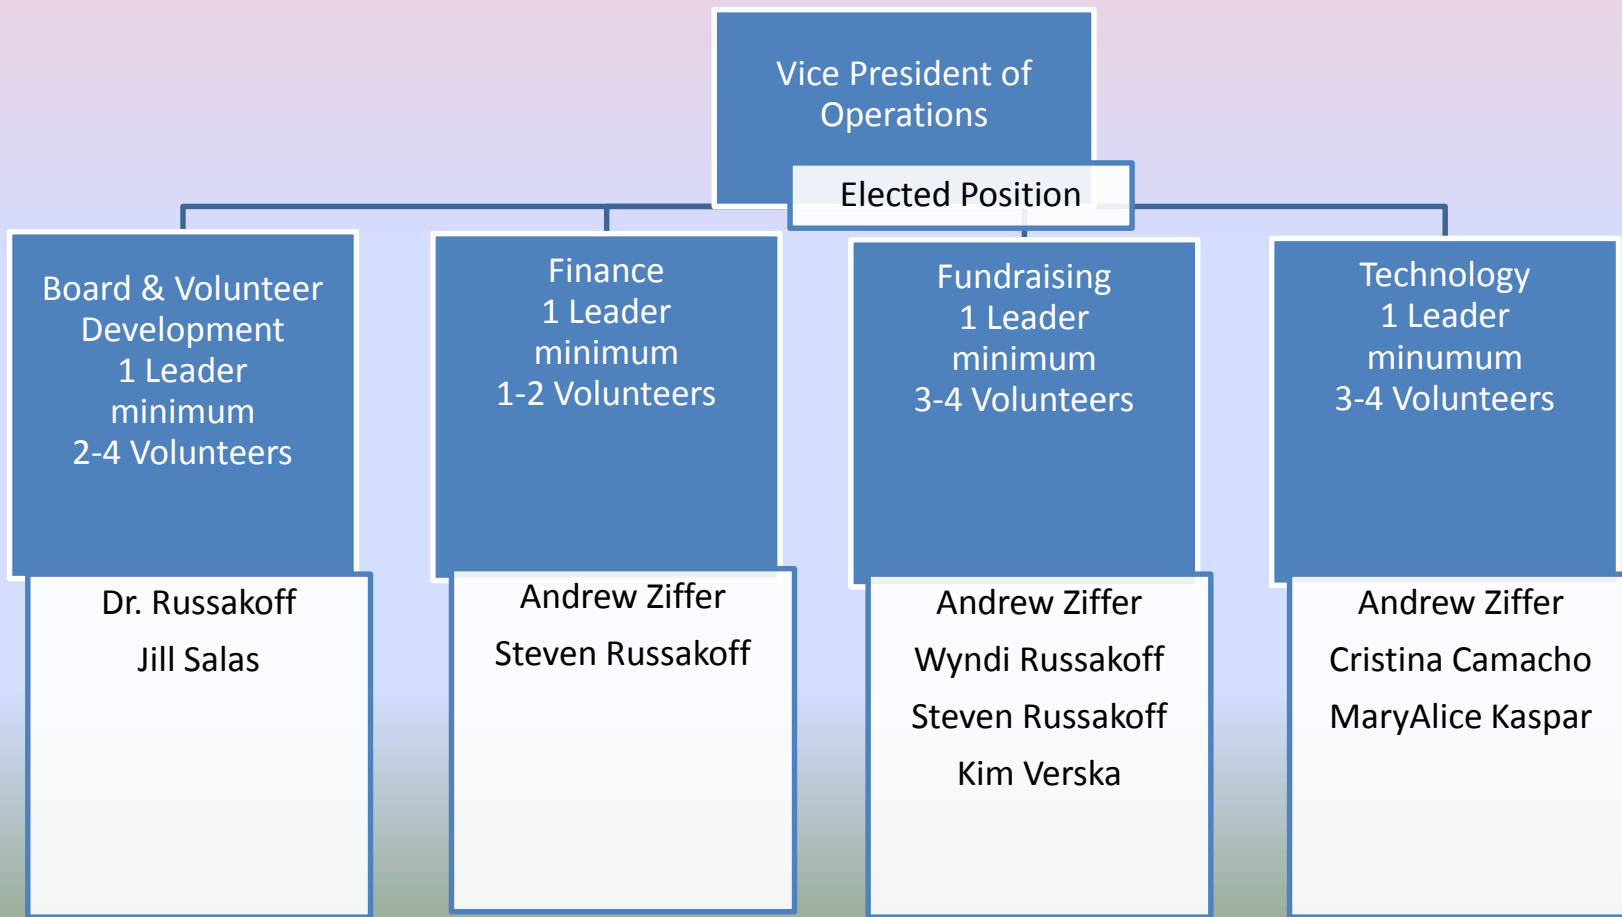 Vice President of
Operations
Elected Position
Board & Volunteer
Development
1 Leader
minimum
2-4 Volunteers
Dr. Russakoff
Jill Salas
Finance
1 Leader
minimum
1-2 Volunteers
Andrew Ziffer
Steven Russakoff
Fundraising
1 Leader
minimum
3-4 Volunteers
Andrew Ziffer
Wyndi Russakoff
Steven Russakoff
Kim Verska
Technology
1 Leader
minumum
3-4 Volunteers
Andrew Ziffer
Cristina Camacho
MaryAlice Kaspar